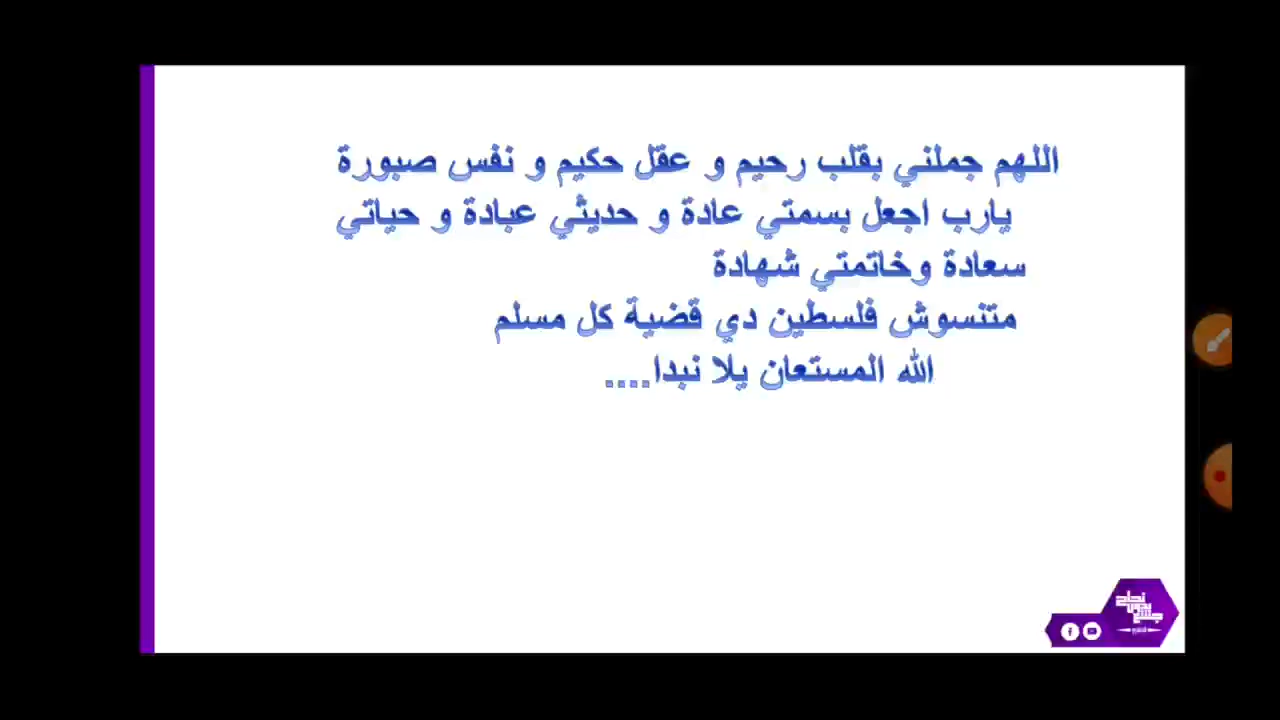 اللهم جملني بقلب رحيم و عقل حكيم و نفس صبورة
يارب اجعل بسمتي عادة و حديثي عبادة و حياتي
سعادة وخاتمتي شهادة
متنسوش فلسطين دي قضية كل مسلم
الله المستعان يلا نبدا....